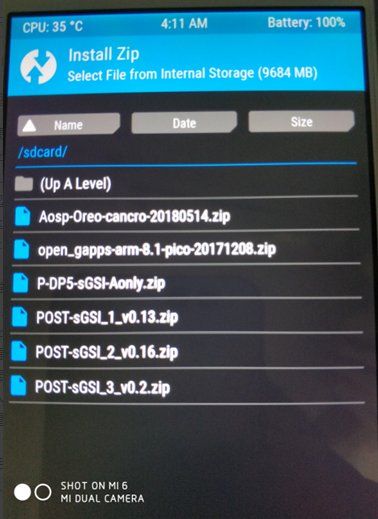 CPU: 35 °C 4:11 AM Battery: 100%
Install Zip
Select File from Internal Storage (9684 MB)
Name Date Size
/sdcard/
(Up A Level)
Aosp-Oreo-cancro-20180514.zip
open_gapps-arm-8.1-pico-20171208.zip
P-DP5-sGSI-Aonly.zip
POST-sGSI_1_v0.13.zip
POST-sGSI_2_v0.16.zip
POST-sGSI_3_v0.2.zip
SHOT ON MI 6
MI DUAL CAMERA